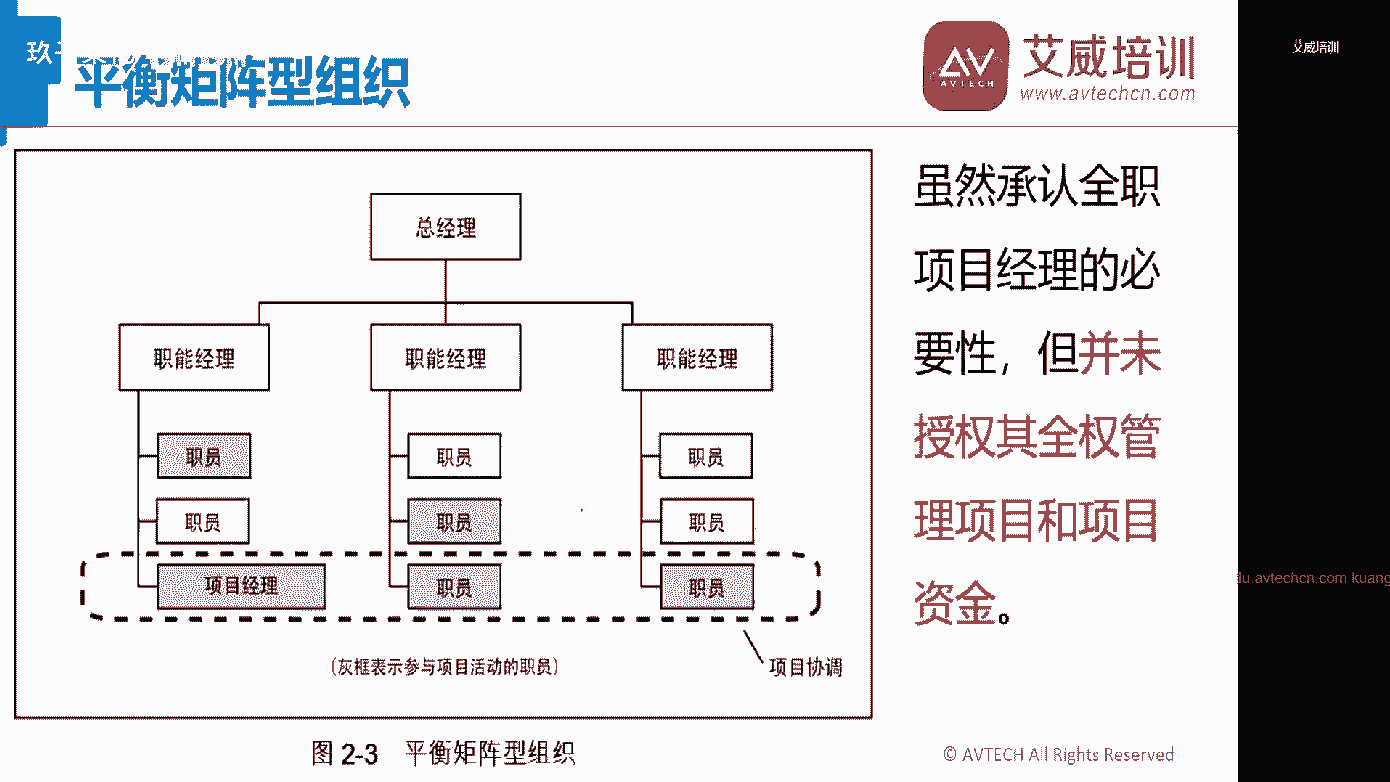 玖
平衡矩阵型组织
AV
AVTECH
艾威培训
www.avtechcn.com
艾威培训
总经理
职能经理 职能经理 职能经理
职员 职员 职员
职员 职员 职员
项目经理 职员 职员
(灰框表示参与项目活动的职员)
项目协调
图 2-3 平衡矩阵型组织
虽然承认全职
项目经理的必
要性，但并未
授权其全权管
理项目和项目
资金。
du.avtechcn.com kuang
© AVTECH All Rights Reserved